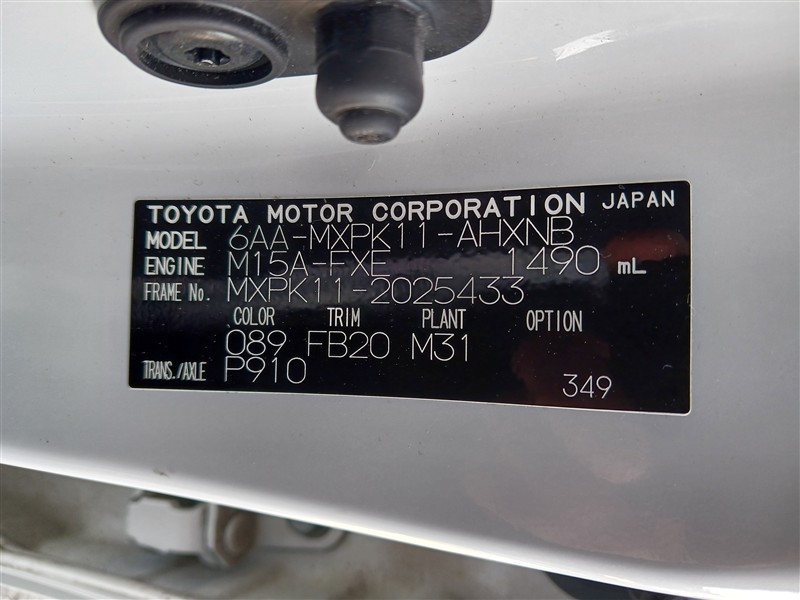 TOYOTA MOTOR CORPORATION JAPAN
MODEL 6AA-MXPK11-AHXNB
ENGINE M15A-FXE 1490 mL
FRAME No. MXPK11-2025433
COLOR TRIM PLANT OPTION
089 FB20 M31
TRANS./AXLE P910
349